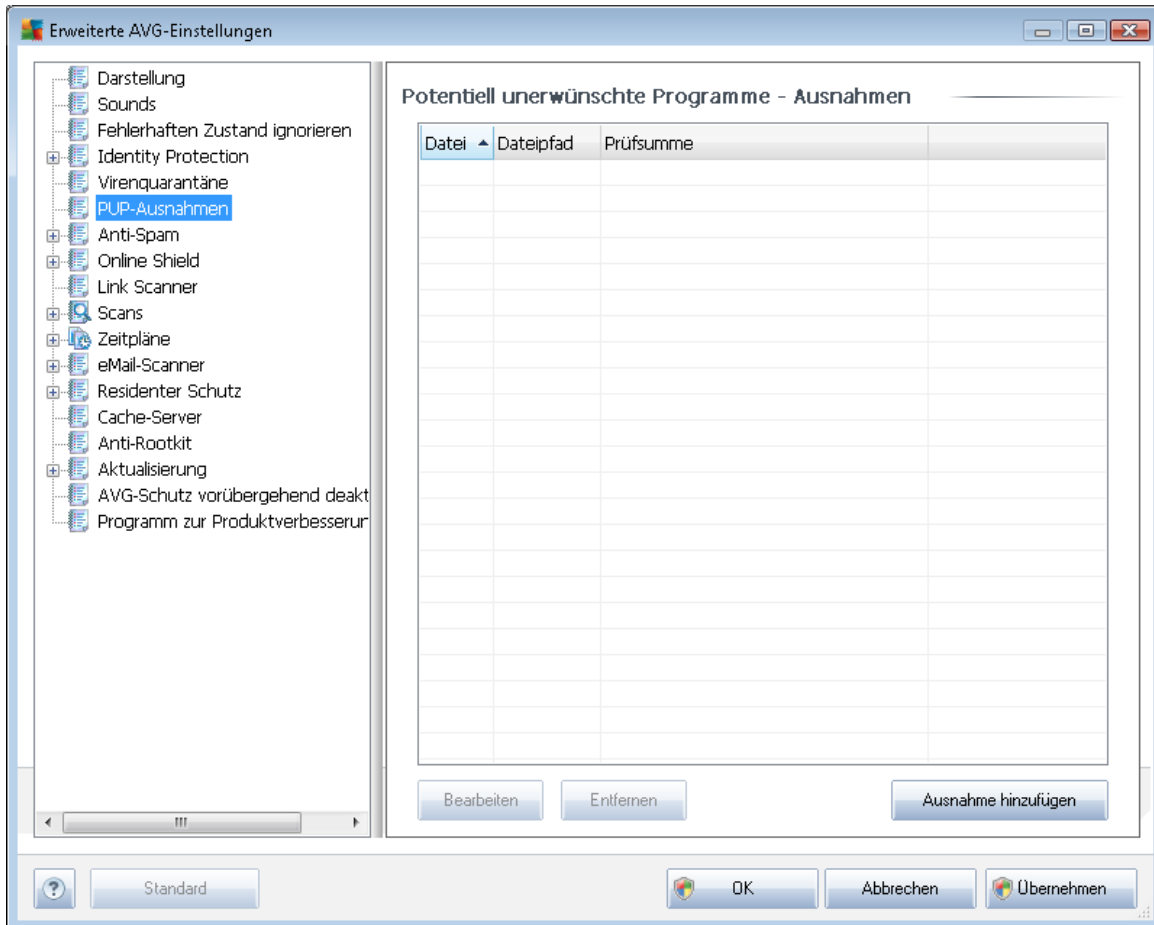 Erweiterte AVG-Einstellungen
Darstellung
Sounds
Fehlerhaften Zustand ignorieren
Identity Protection
Virenquarantäne
PUP-Ausnahmen
Anti-Spam
Online Shield
Link Scanner
Scans
Zeitpläne
eMail-Scanner
Residenter Schutz
Cache-Server
Anti-Rootkit
Aktualisierung
AVG-Schutz vorübergehend deakt
Programm zur Produktverbesserur
Potentiell unerwünschte Programme - Ausnahmen
Datei Dateipfad Prüfsumme
Bearbeiten Entfernen Ausnahme hinzufügen
? Standard OK Abbrechen Übernehmen